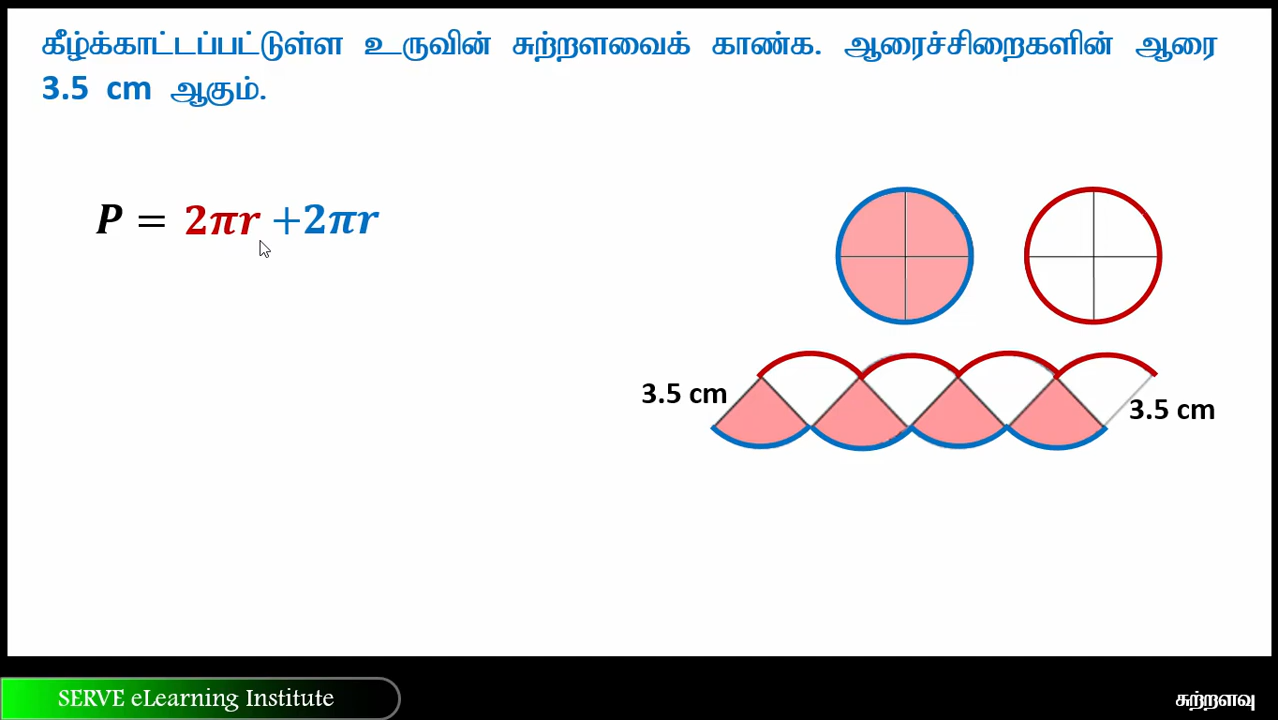 கீழ்க்காட்டப்பட்டுள்ள உருவின் சுற்றளவைக் காண்க. ஆரைச்சிறைகளின் ஆரை
3.5 cm ஆகும்.
P = 2πr +2πr
3.5 cm
3.5 cm
SERVE eLearning Institute
சுற்றளவு